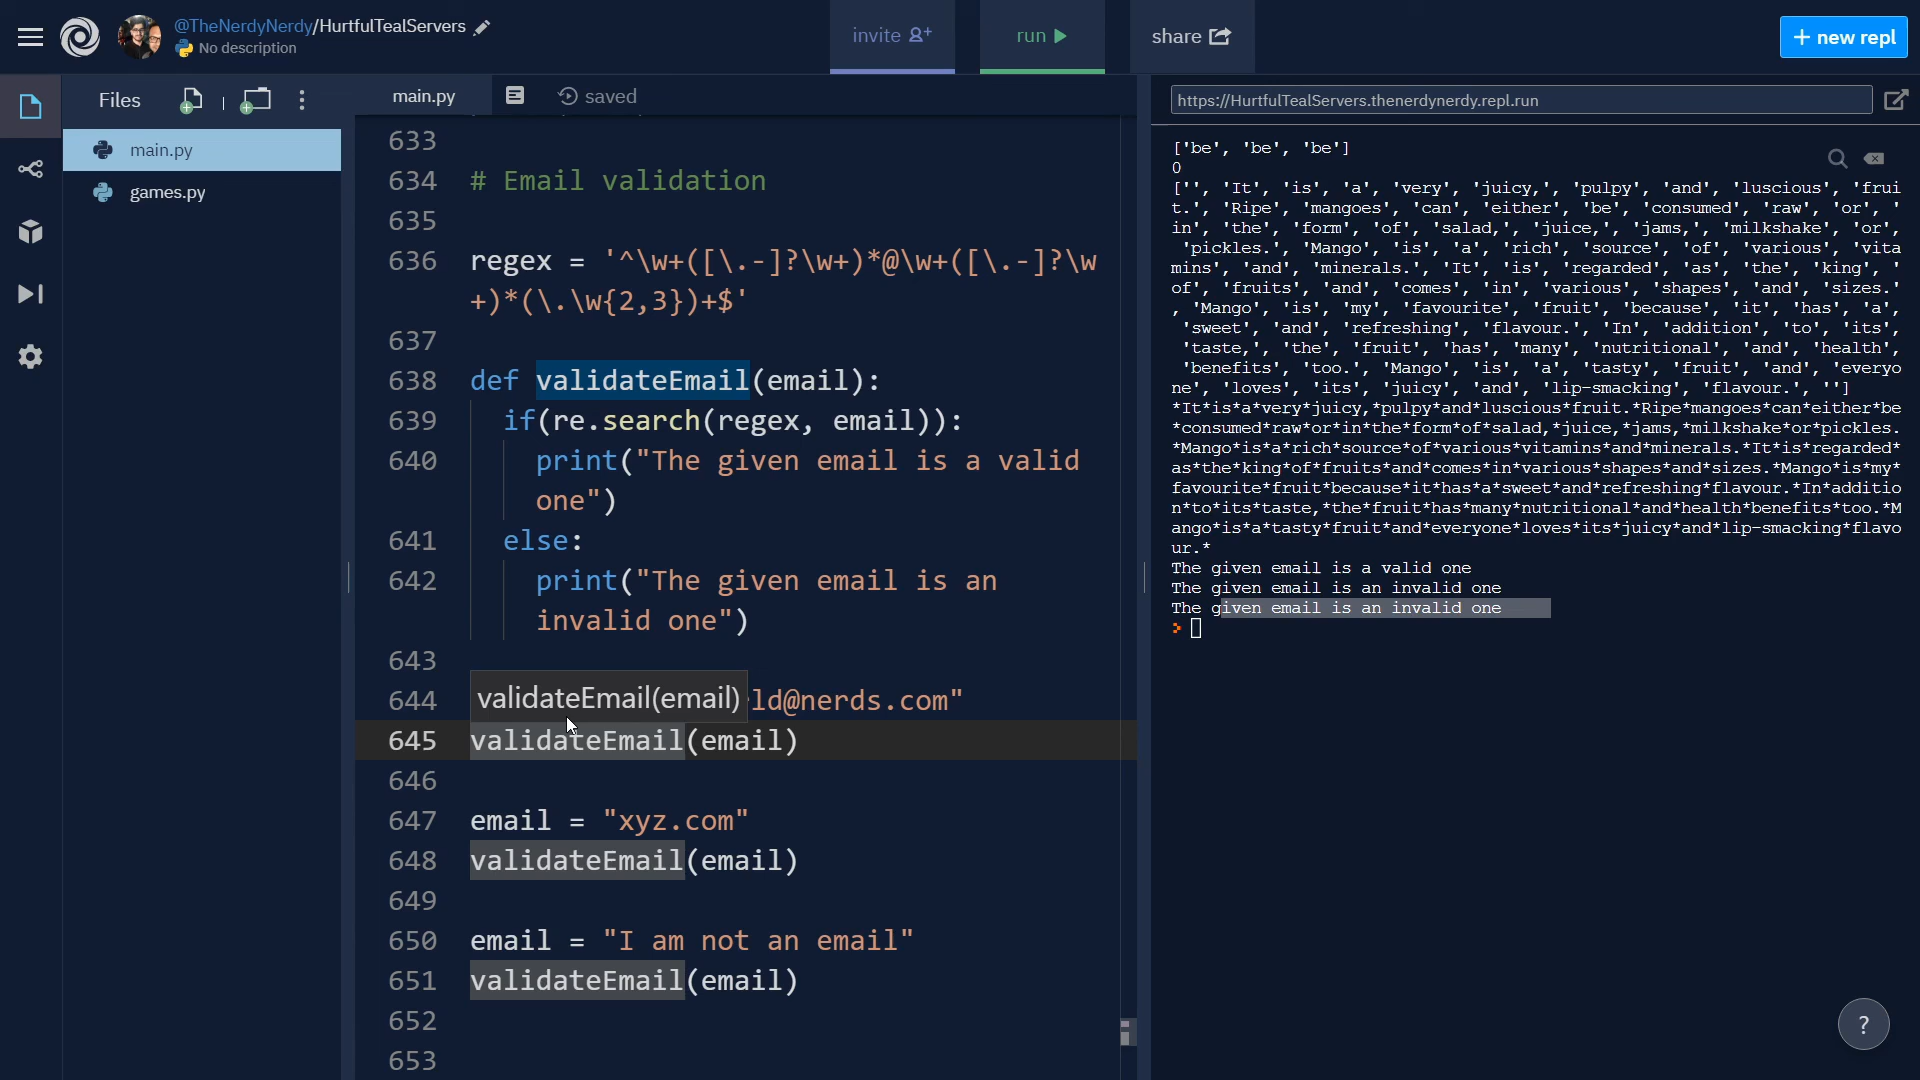 @TheNerdyNerdy/HurtfulTealServers
No description
invite
run
share
+ new repl
Files
main.py
games.py
main.py
saved
633
634 # Email validation
635
636 regex = '^\w+([\.-]?\w+)*@\w+([\.-]?\w
+)*(\.\w{2,3})+$'
637
638 def validateEmail(email):
639 if(re.search(regex, email)):
640 print("The given email is a valid
one")
641 else:
642 print("The given email is an
invalid one")
643
validateEmail(email)
644 ld@nerds.com"
645 validateEmail(email)
646
647 email = "xyz.com"
648 validateEmail(email)
649
650 email = "I am not an email"
651 validateEmail(email)
652
653
https://HurtfulTealServers.thenerdynerdy.repl.run
['be', 'be', 'be']
0
['', 'It', 'is', 'a', 'very', 'juicy,', 'pulpy', 'and', 'luscious', 'frui
t.', 'Ripe', 'mangoes', 'can', 'either', 'be', 'consumed', 'raw', 'or', '
in', 'the', 'form', 'of', 'salad,', 'juice,', 'jams,', 'milkshake', 'or',
'pickles.', 'Mango', 'is', 'a', 'rich', 'source', 'of', 'various', 'vita
mins', 'and', 'minerals.', 'It', 'is', 'regarded', 'as', 'the', 'king', '
of', 'fruits', 'and', 'comes', 'in', 'various', 'shapes', 'and', 'sizes.'
, 'Mango', 'is', 'my', 'favourite', 'fruit', 'because', 'it', 'has', 'a',
'sweet', 'and', 'refreshing', 'flavour.', 'In', 'addition', 'to', 'its',
'taste,', 'the', 'fruit', 'has', 'many', 'nutritional', 'and', 'health',
'benefits', 'too.', 'Mango', 'is', 'a', 'tasty', 'fruit', 'and', 'everyo
ne', 'loves', 'its', 'juicy', 'and', 'lip-smacking', 'flavour.', '']
*It*is*a*very*juicy,*pulpy*and*luscious*fruit.*Ripe*mangoes*can*either*be
*consumed*raw*or*in*the*form*of*salad,*juice,*jams,*milkshake*or*pickles.
*Mango*is*a*rich*source*of*various*vitamins*and*minerals.*It*is*regarded*
as*the*king*of*fruits*and*comes*in*various*shapes*and*sizes.*Mango*is*my*
favourite*fruit*because*it*has*a*sweet*and*refreshing*flavour.*In*additio
n*to*its*taste,*the*fruit*has*many*nutritional*and*health*benefits*too.*M
ango*is*a*tasty*fruit*and*everyone*loves*its*juicy*and*lip-smacking*flavo
ur.*
The given email is a valid one
The given email is an invalid one
The given email is an invalid one
?